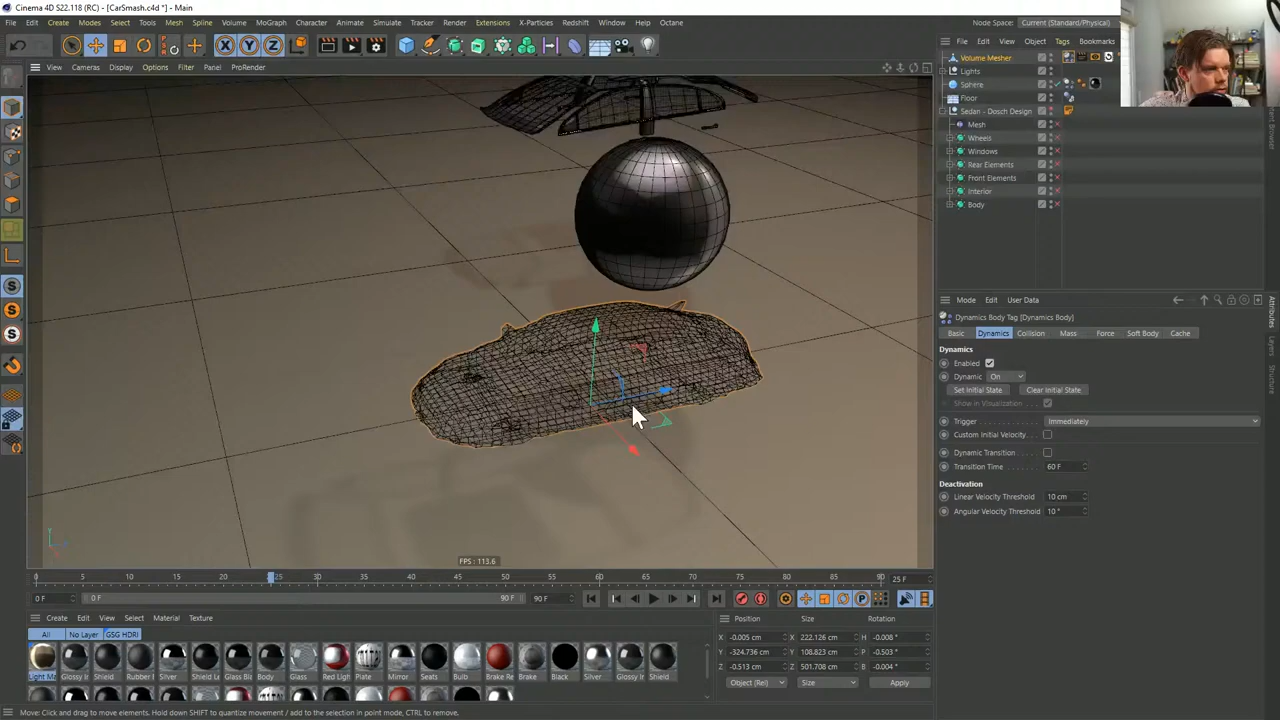 Cinema 4D S22.118 (RC) - [CarSmash.c4d *] - Main
File Edit Create Modes Select Tools Mesh Spline Volume MoGraph Character Animate Simulate Tracker Render Extensions X-Particles Redshift Window Help Octane Node Space: Current (Standard/Physical)
View Cameras Display Options Filter Panel ProRender
File Edit View Object Tags Bookmarks
Volume Mesher
Lights
Sphere
Floor
Sedan - Dosch Design
Mesh
Wheels
Windows
Rear Elements
Front Elements
Interior
Body
Mode Edit User Data
Dynamics Body Tag [Dynamics Body]
Basic Dynamics Collision Mass Force Soft Body Cache
Dynamics
Enabled
Dynamic On
Set Initial State Clear Initial State
Show in Visualization
Trigger Immediately
Custom Initial Velocity
Dynamic Transition
Transition Time 60 F
Deactivation
Linear Velocity Threshold 10 cm
Angular Velocity Threshold 10 °
Attributes
Layers
Structure
FPS : 113.6
0 5 10 15 20 25 30 35 40 45 50 55 60 65 70 75 80 85 90 25 F
0 F 0 F 90 F 90 F
Create Edit View Select Material Texture
All No Layer GSG HDRI
Light Ma Glossy Shield Rubber Silver Shield Le Glass Bl Body Glass Red Ligh Plate Mirror Seats Bulb Brake Re Brake Black Silver Glossy Shield
Position Size Rotation
X -0.005 cm X 222.126 cm H -0.008 °
Y -324.736 cm Y 108.823 cm P -0.503 °
Z -0.513 cm Z 501.708 cm B -0.004 °
Object (Rel) Size Apply
Move: Click and drag to move elements. Hold down SHIFT to quantize movement / add to the selection in point mode, CTRL to remove.